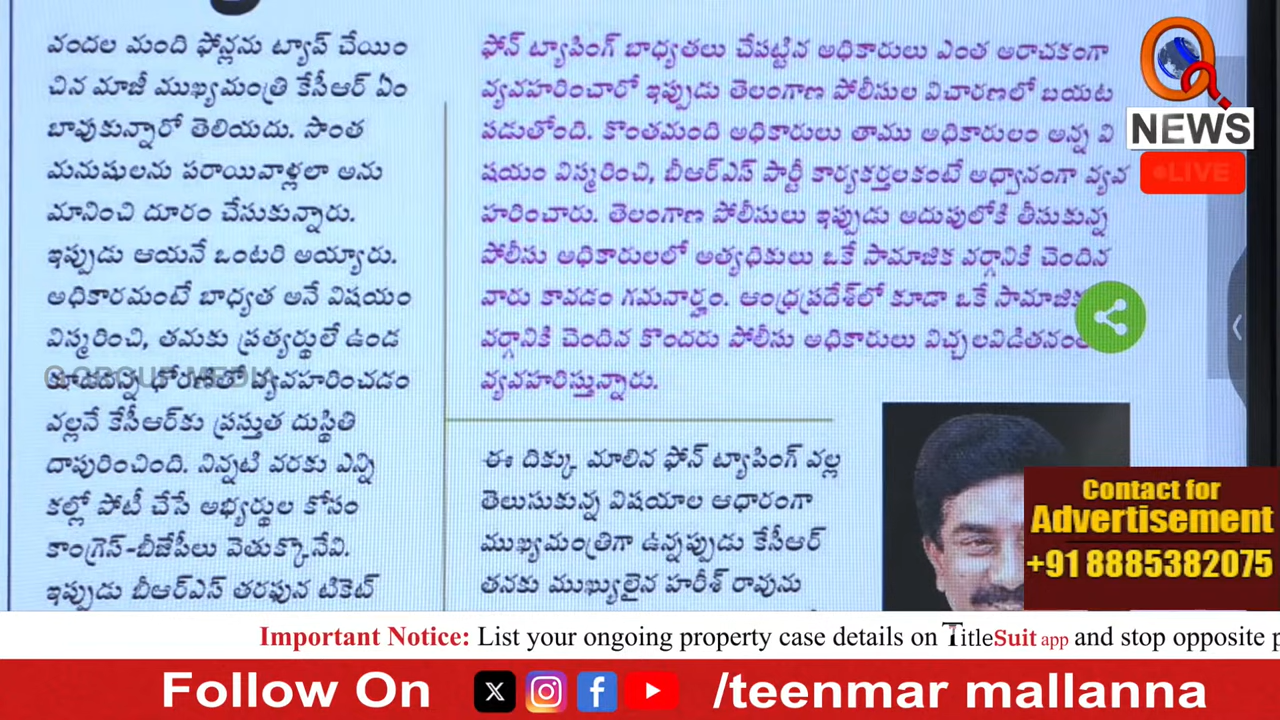 వందల మంది ఫోన్లను ట్యాప్ చేయిం
చిన మాజీ ముఖ్యమంత్రి కేసీఆర్ ఏం
బావుకున్నారో తెలియదు. సొంత
మనుషులను పరాయివాళ్లలా అను
మానించి దూరం చేసుకున్నారు.
ఇప్పుడు ఆయనే ఒంటరి అయ్యారు.
అధికారమంటే బాధ్యత అనే విషయం
విస్మరించి, తమకు ప్రత్యర్థులే ఉండ
కూడదన్న ధోరణితో వ్యవహరించడం
వల్లనే కేసీఆర్‌కు ప్రస్తుత దుస్థితి
దాపురించింది. నిన్నటి వరకు ఎన్ని
కల్లో పోటీ చేసే అభ్యర్థుల కోసం
కాంగ్రెస్-బీజేపీలు వెతుక్కొనేవి.
ఇప్పుడు బీఆర్ఎస్ తరఫున టికెట్
ఫోన్ ట్యాపింగ్ బాధ్యతలు చేపట్టిన అధికారులు ఎంత అరాచకంగా
వ్యవహరించారో ఇప్పుడు తెలంగాణ పోలీసుల విచారణలో బయట
పడుతోంది. కొంతమంది అధికారులు తాము అధికారులం అన్న వి
షయం విస్మరించి, బీఆర్ఎస్ పార్టీ కార్యకర్తలకంటే అధ్వానంగా వ్యవ
హరించారు. తెలంగాణ పోలీసులు ఇప్పుడు అదుపులోకి తీసుకున్న
పోలీసు అధికారులలో అత్యధికులు ఒకే సామాజిక వర్గానికి చెందిన
వారు కావడం గమనార్హం. ఆంధ్రప్రదేశ్‌లో కూడా ఒకే సామాజిక
వర్గానికి చెందిన కొందరు పోలీసు అధికారులు విచ్చలవిడితనంతో
వ్యవహరిస్తున్నారు.
ఈ దిక్కు మాలిన ఫోన్ ట్యాపింగ్ వల్ల
తెలుసుకున్న విషయాల ఆధారంగా
ముఖ్యమంత్రిగా ఉన్నప్పుడు కేసీఆర్
తనకు ముఖ్యులైన హరీశ్ రావును
Q
NEWS
LIVE
Contact for
Advertisement
+91 8885382075
Important Notice: List your ongoing property case details on TitleSuit app and stop opposite p
Follow On /teenmar mallanna